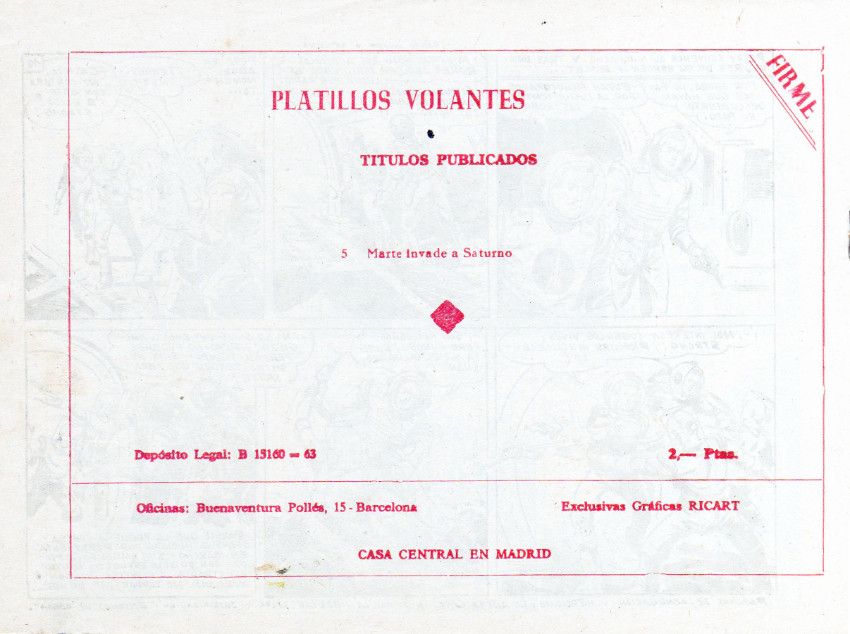 FIRME
PLATILLOS VOLANTES
TITULOS PUBLICADOS
5 Marte invade a Saturno
Depósito Legal: B 15160 = 63
2,— Ptas.
Oficinas: Buenaventura Pollés, 15 - Barcelona
Exclusivas Gráficas RICART
CASA CENTRAL EN MADRID